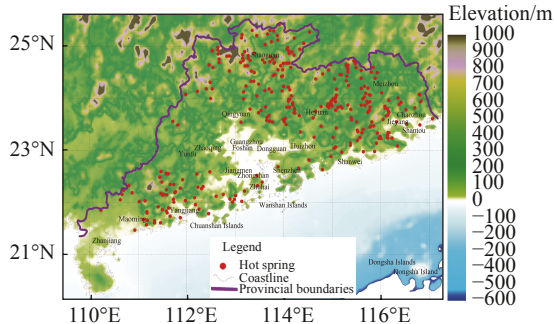 Elevation/m
25°N
23°N
21°N
110°E
112°E
114°E
116°E
Shaoguan
Meizhou
Qingyuan
Heyuan
Chaozhou
Jieyang
Shantou
Guangzhou
Zhaoqing
Foshan
Dongguan
Huizhou
Yunfu
Shanwei
Jiangmen
Shenzhen
Zhongshan
Zhuhai
Wanshan Islands
Yangjiang
Maoming
Chuanshan Islands
Zhanjiang
Dongsha Islands
Dongsha Island
Legend
Hot spring
Coastline
Provincial boundaries
1000
900
800
700
600
500
400
300
200
100
0
−100
−200
−300
−400
−500
−600